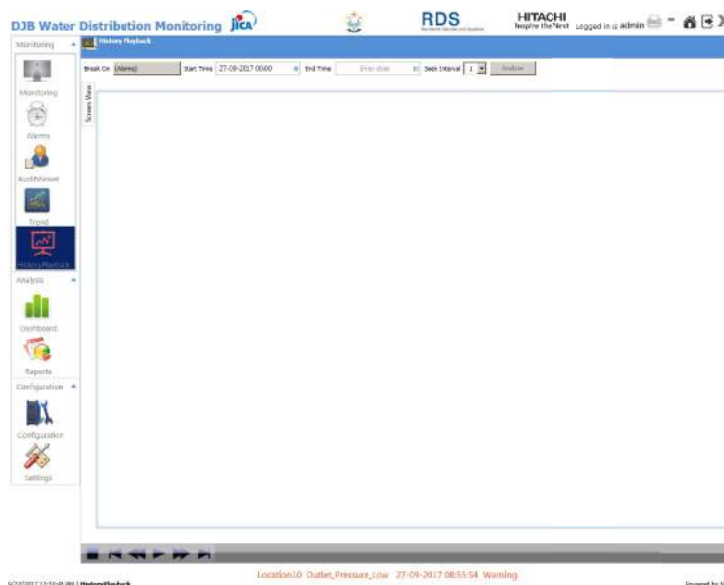 DJB Water Distribution Monitoring jica RDS HITACHI
Inspire the Next Logged in is admin
Monitoring
History Playback
Break On (Alarms) Start Time 27-09-2017 00:00 End Time Enter date Seek Interval 1 Analyse
Screen View
Monitoring
Alarms
AuditViewer
Trend
HistoryPlayback
Analysis
Dashboard
Reports
Configuration
Configuration
Settings
Location10 Outlet_Pressure_Low 27-09-2017 08:55:54 Warning
HistoryPlayback
Powered by